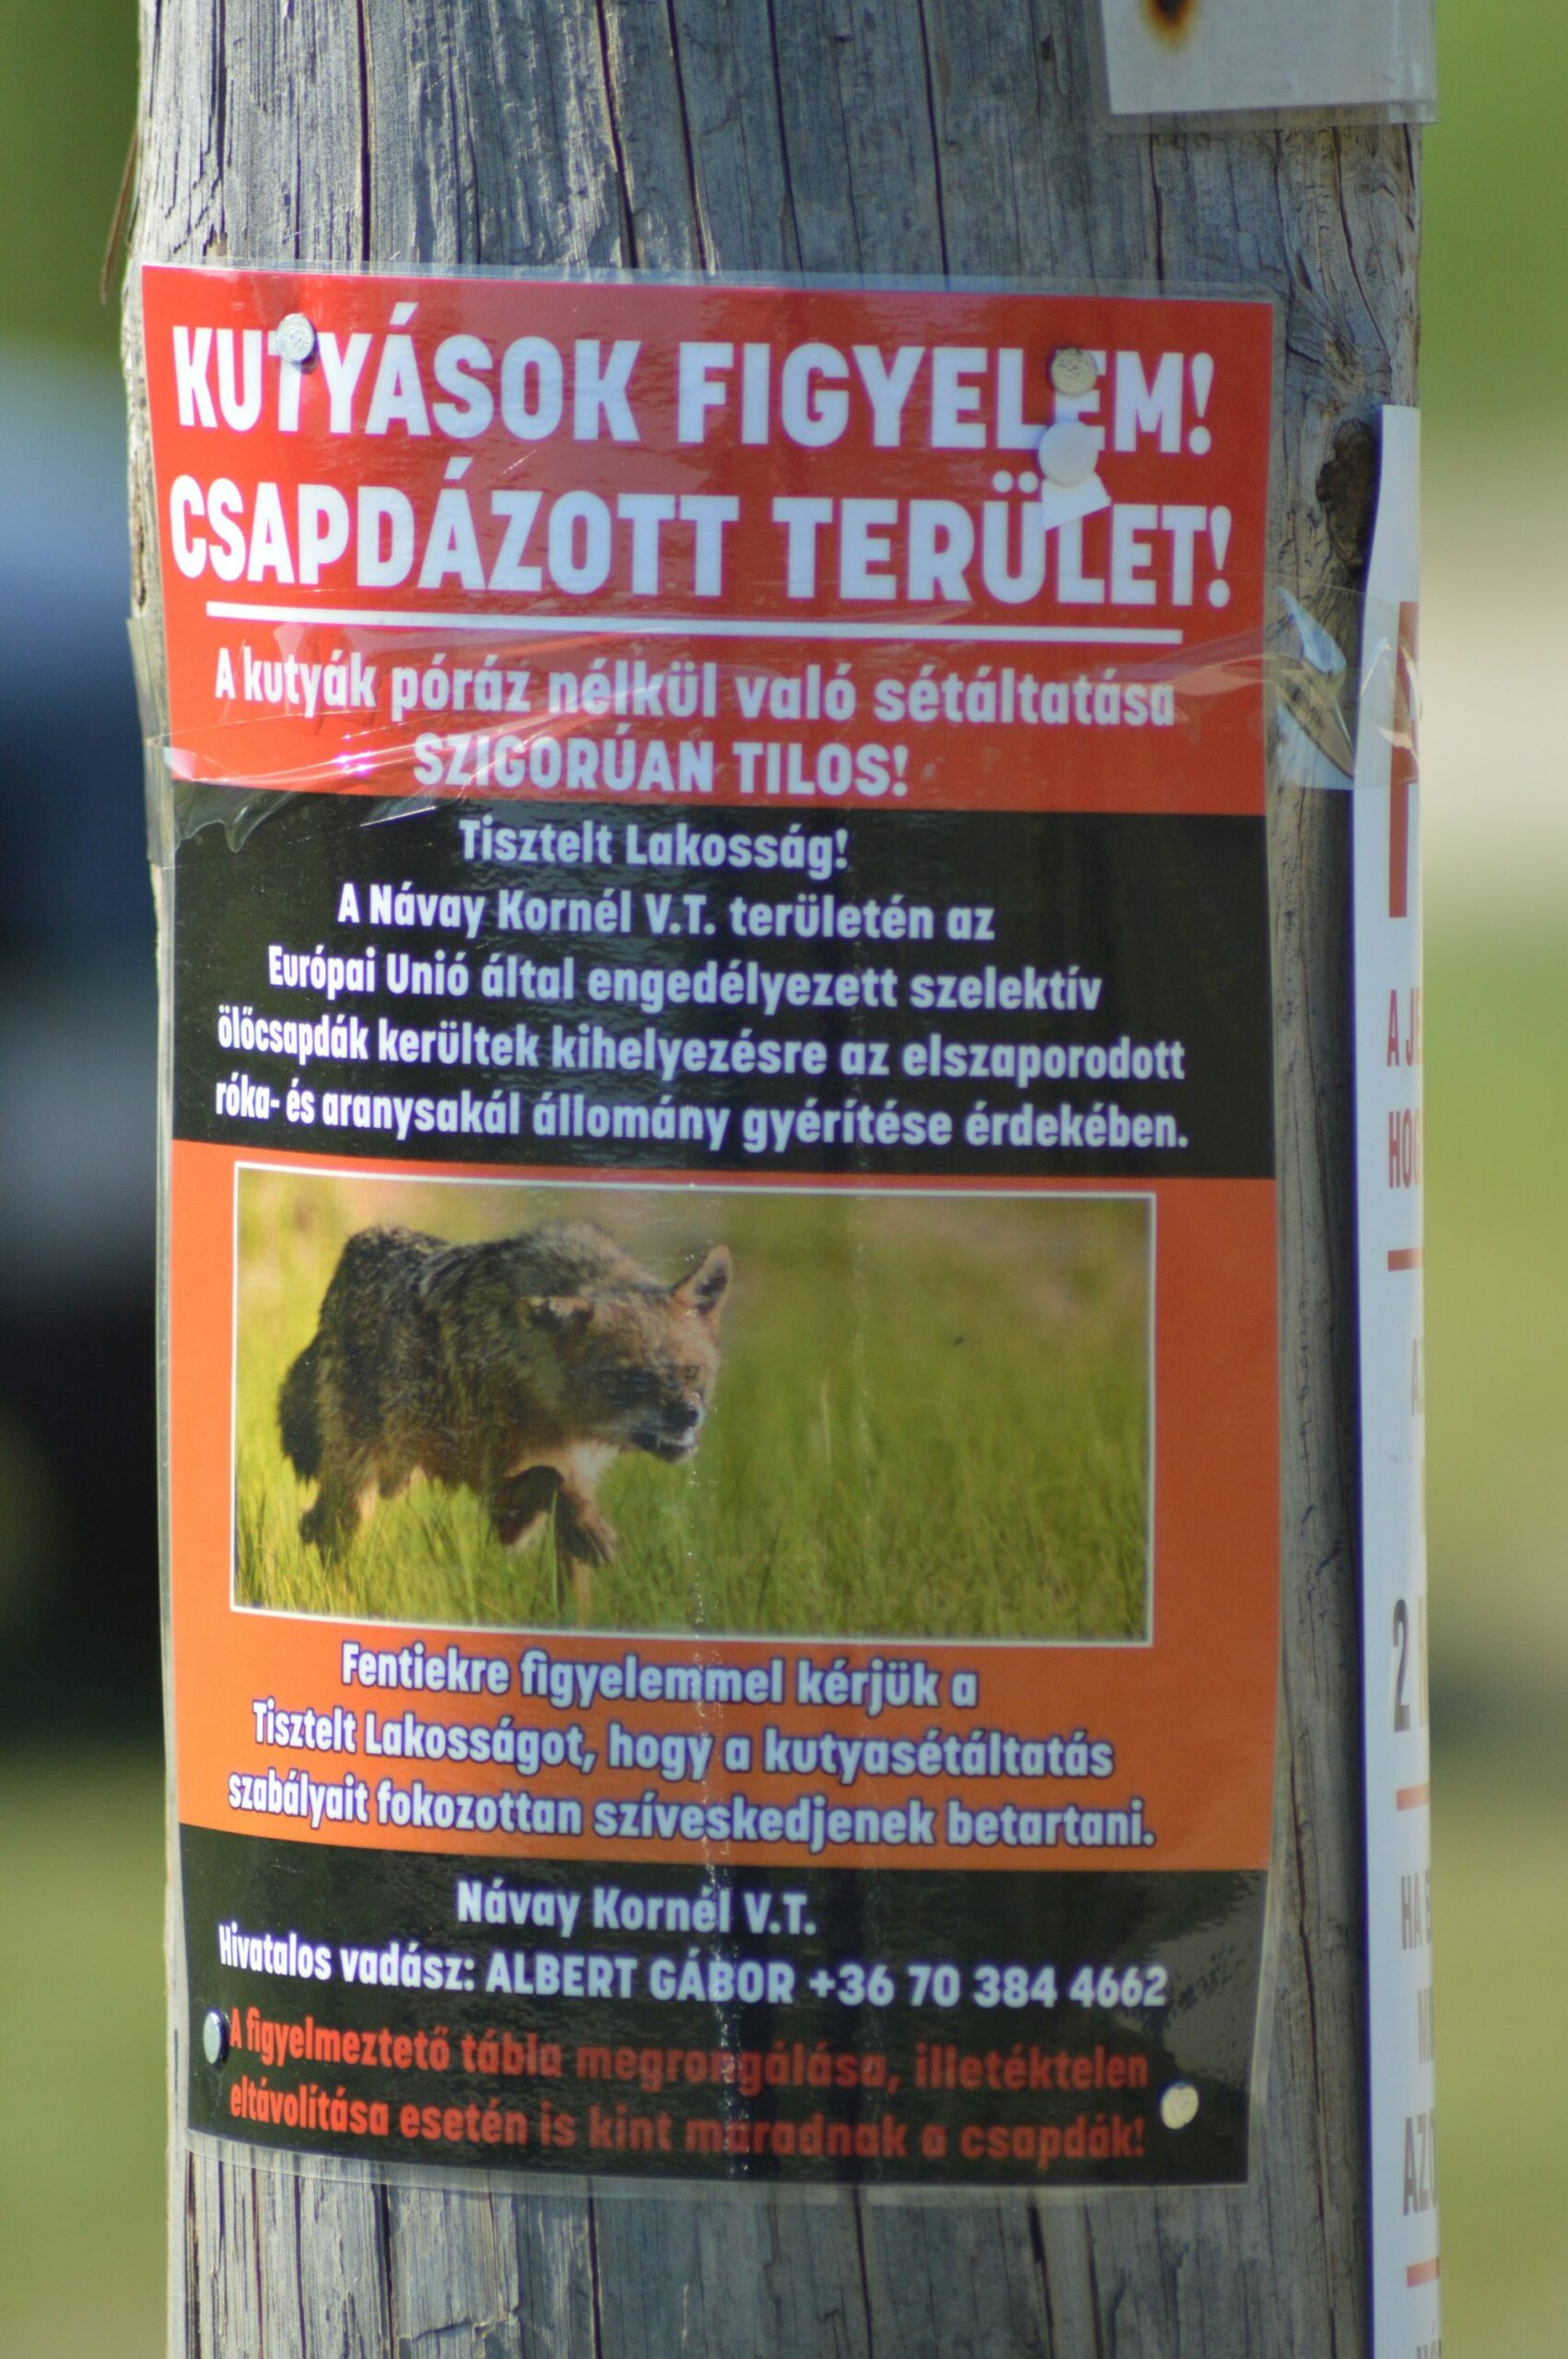 KUTYÁSOK FIGYELEM!
CSAPDÁZOTT TERÜLET!
A kutyák póráz nélkül való sétáltatása
SZIGORÚAN TILOS!
Tisztelt Lakosság!
A Návay Kornél V.T. területén az
Európai Unió által engedélyezett szelektív
ölőcsapdák kerültek kihelyezésre az elszaporodott
róka- és aranysakál állomány gyérítése érdekében.
Fentiekre figyelemmel kérjük a
Tisztelt Lakosságot, hogy a kutyasétáltatás
szabályait fokozottan szíveskedjenek betartani.
Návay Kornél V.T.
Hivatalos vadász: ALBERT GÁBOR +36 70 384 4662
A figyelmeztető tábla megrongálása, illetéktelen
eltávolítása esetén is kint maradnak a csapdák!
A
2
HA